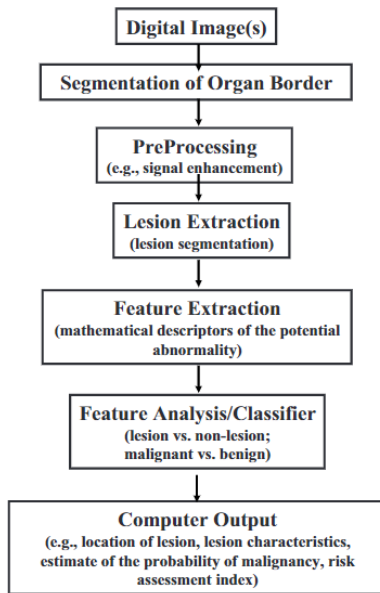 Digital Image(s)
Segmentation of Organ Border
PreProcessing
(e.g., signal enhancement)
Lesion Extraction
(lesion segmentation)
Feature Extraction
(mathematical descriptors of the potential
abnormality)
Feature Analysis/Classifier
(lesion vs. non-lesion;
malignant vs. benign)
Computer Output
(e.g., location of lesion, lesion characteristics,
estimate of the probability of malignancy, risk
assessment index)